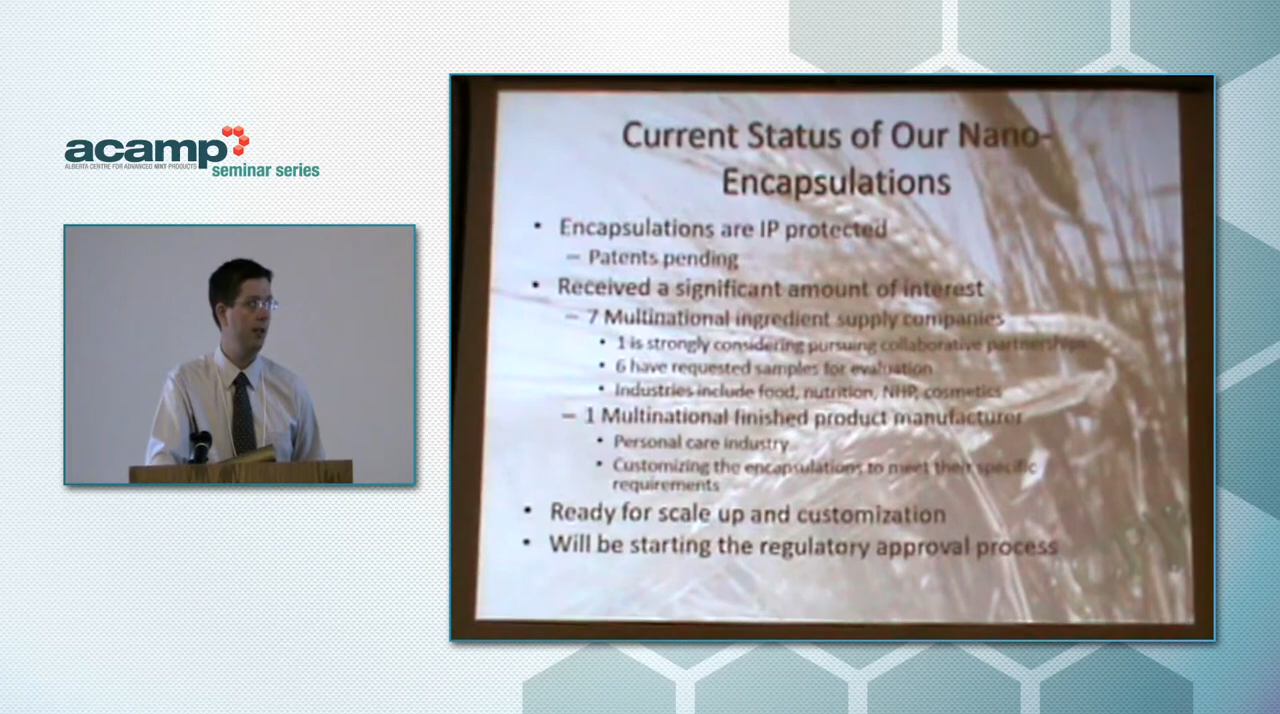 acamp
ALBERTA CENTRE FOR ADVANCED MNT PRODUCTS
seminar series
Current Status of Our Nano-
Encapsulations
• Encapsulations are IP protected
– Patents pending
• Received a significant amount of interest
– 7 Multinational ingredient supply companies
• 1 is strongly considering pursuing collaborative partnerships
• 6 have requested samples for evaluation
• Industries include food, nutrition, NHP, cosmetics
– 1 Multinational finished product manufacturer
• Personal care industry
• Customizing the encapsulations to meet their specific
requirements
• Ready for scale up and customization
• Will be starting the regulatory approval process